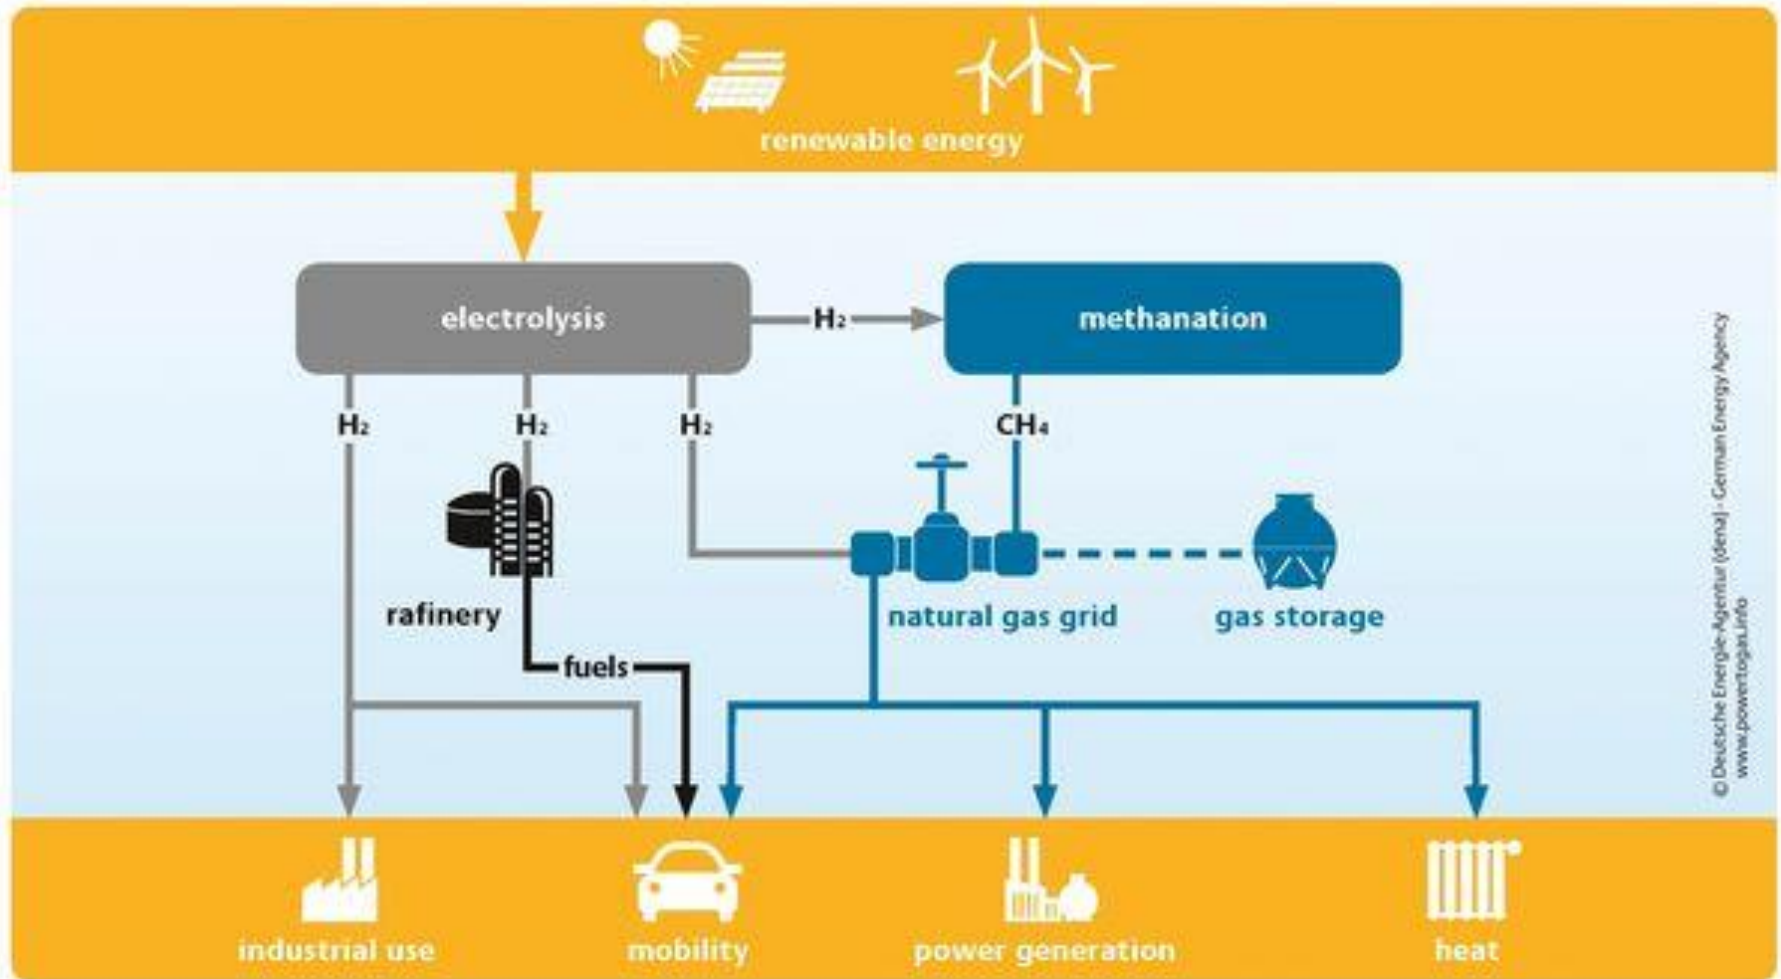 renewable energy
electrolysis
H₂
methanation
H₂
H₂
H₂
CH₄
rafinery
natural gas grid
gas storage
fuels
industrial use
mobility
power generation
heat
© Deutsche Energie-Agentur (dena) - German Energy Agency
www.powertogas.info